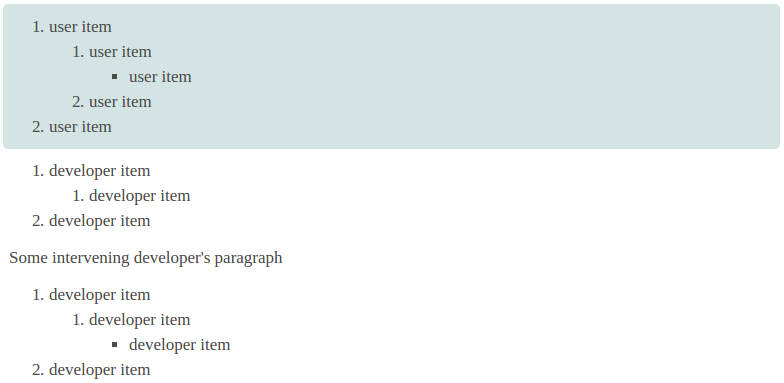 1. user item
1. user item
▪ user item
2. user item
2. user item
1. developer item
1. developer item
2. developer item
Some intervening developer's paragraph
1. developer item
1. developer item
▪ developer item
2. developer item